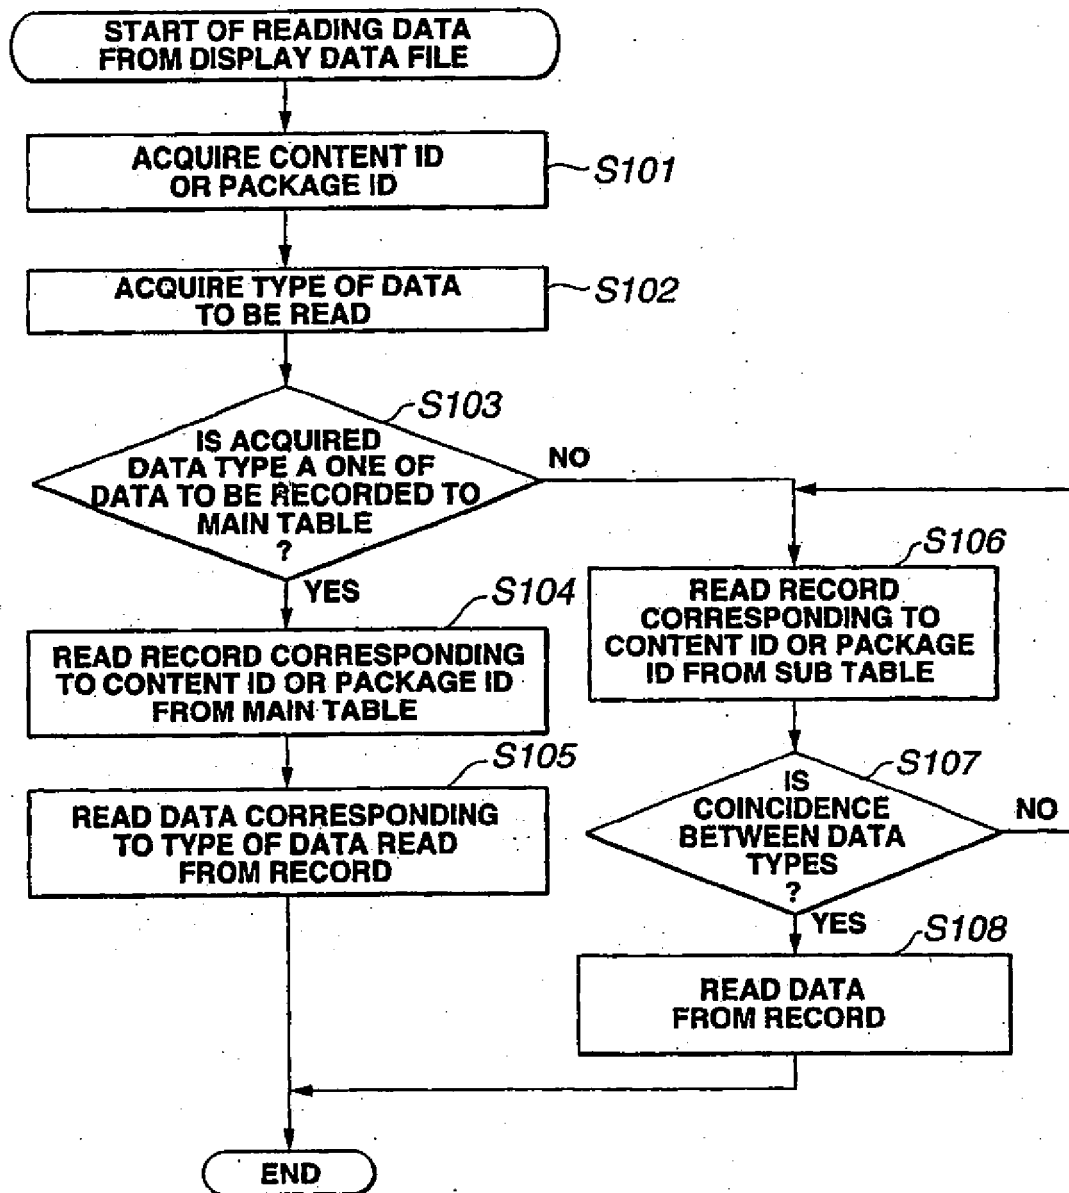 START OF READING DATA
FROM DISPLAY DATA FILE
ACQUIRE CONTENT ID
OR PACKAGE ID
S101
ACQUIRE TYPE OF DATA
TO BE READ
S102
S103
IS ACQUIRED
DATA TYPE A ONE OF
DATA TO BE RECORDED TO
MAIN TABLE
?
NO
YES
S104
READ RECORD CORRESPONDING
TO CONTENT ID OR PACKAGE ID
FROM MAIN TABLE
S105
READ DATA CORRESPONDING
TO TYPE OF DATA READ
FROM RECORD
S106
READ RECORD
CORRESPONDING TO
CONTENT ID OR PACKAGE
ID FROM SUB TABLE
S107
IS
COINCIDENCE
BETWEEN DATA
TYPES
?
NO
YES
S108
READ DATA
FROM RECORD
END